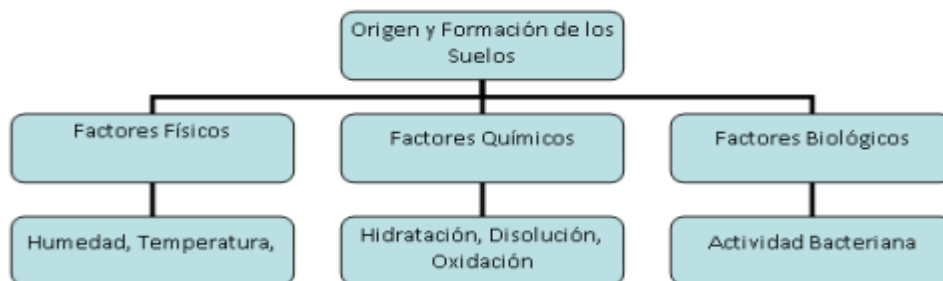 Origen y Formación de los
Suelos
Factores Físicos
Factores Químicos
Factores Biológicos
Humedad, Temperatura,
Hidratación, Disolución,
Oxidación
Actividad Bacteriana